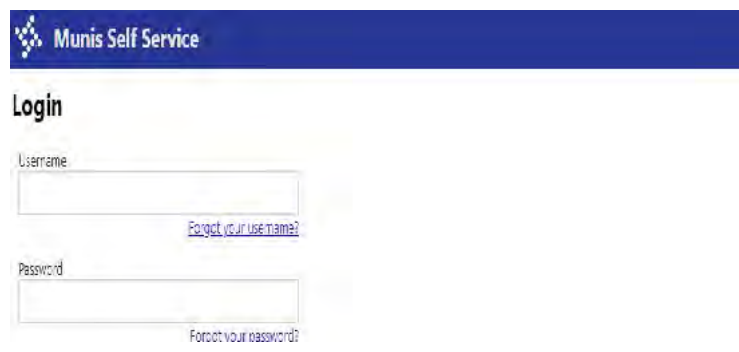 Munis Self Service
Login
Username
Forgot your username?
Password
Forgot your password?